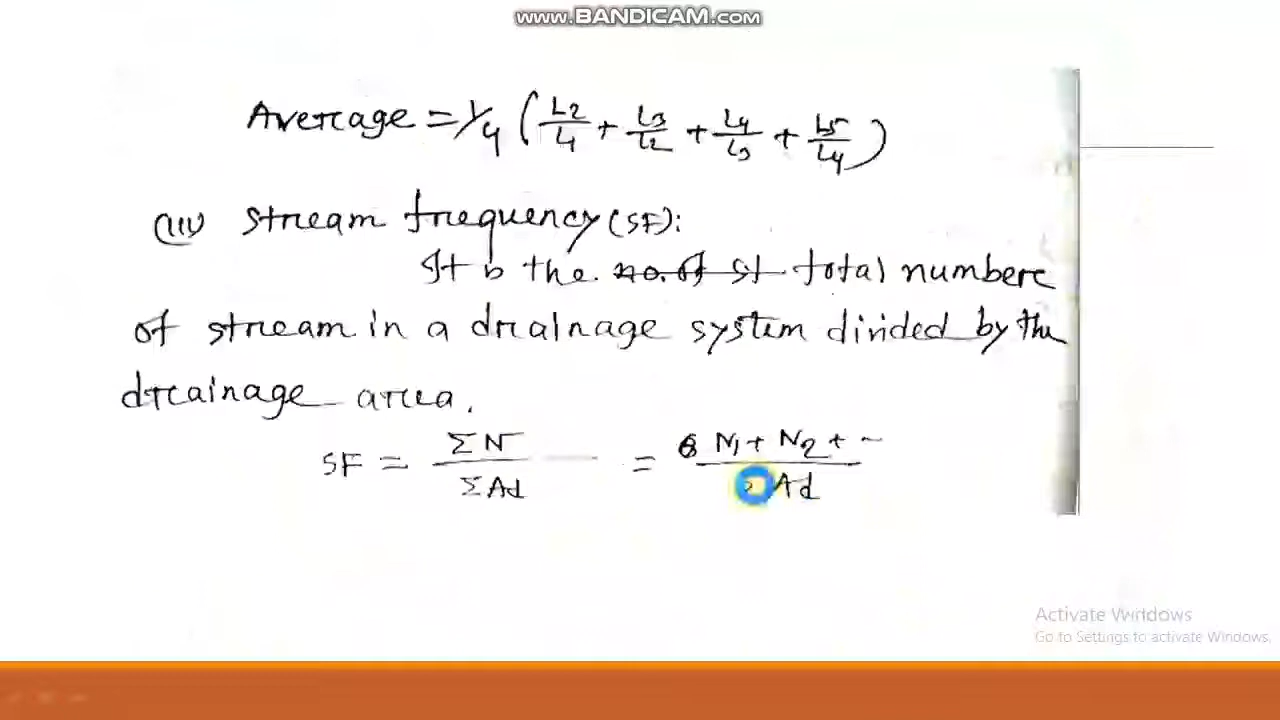 www.BANDICAM.com
Average = 1/4 (L2/L1 + L3/L2 + L4/L3 + L5/L4)
(iii) Stream frequency (SF):
It is the no. of st total number
of stream in a drainage system divided by the
drainage area.
SF = ΣN / ΣAd = N1 + N2 + -- / ΣAd
Activate Windows
Go to Settings to activate Windows.